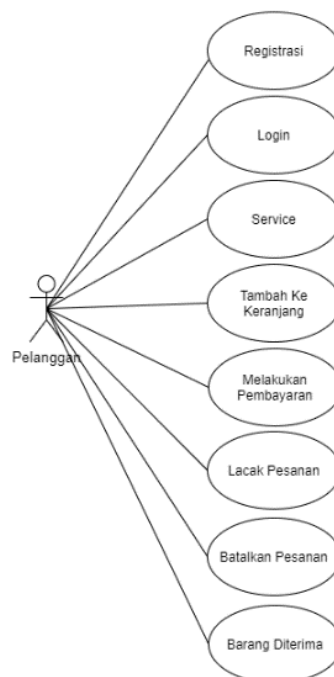 Registrasi
Login
Service
Tambah Ke
Keranjang
Pelanggan
Melakukan
Pembayaran
Lacak Pesanan
Batalkan Pesanan
Barang Diterima